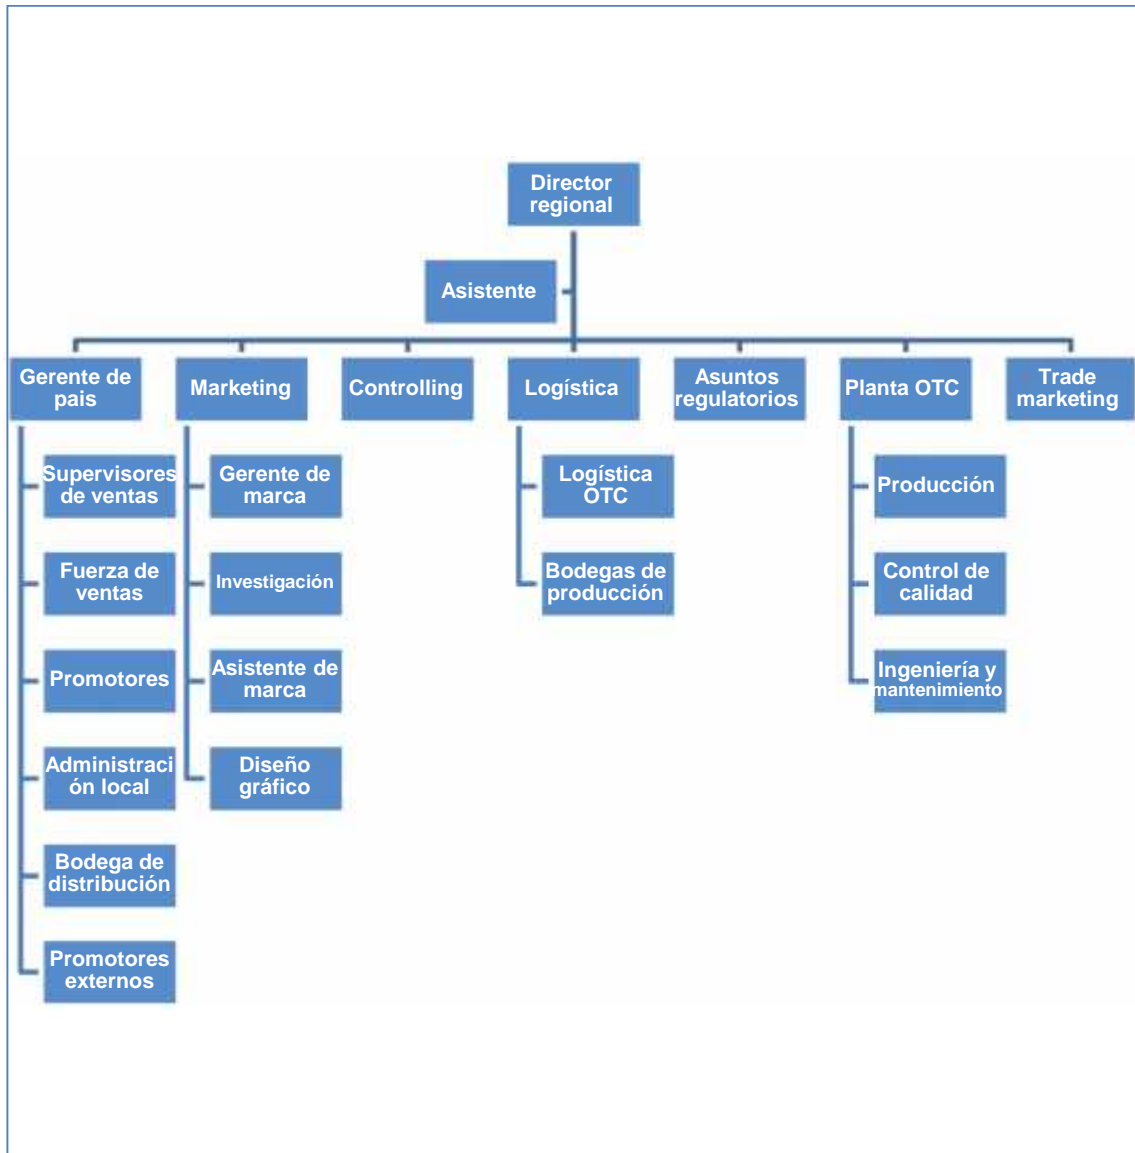 Director
regional
Asistente
Gerente de
pais
Marketing
Controlling
Logística
Asuntos
regulatorios
Planta OTC
Trade
marketing
Supervisores
de ventas
Gerente de
marca
Logística
OTC
Producción
Fuerza de
ventas
Investigación
Bodegas de
producción
Control de
calidad
Promotores
Asistente de
marca
Ingeniería y
mantenimiento
Administraci
ón local
Diseño
gráfico
Bodega de
distribución
Promotores
externos